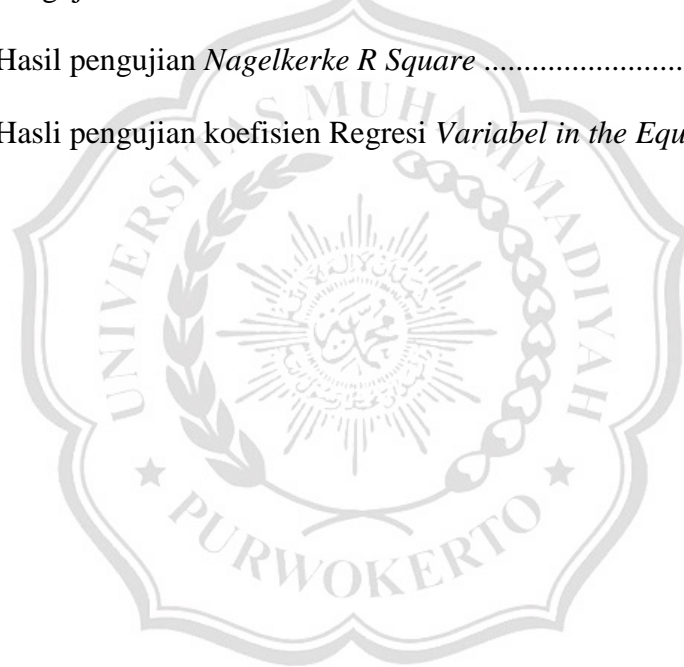 Hasil pengujian Nagelkerke R Square .........................
Hasli pengujian koefisien Regresi Variabel in the Equ
UNIVERSITAS MUHAMMADIYAH
PURWOKERTO